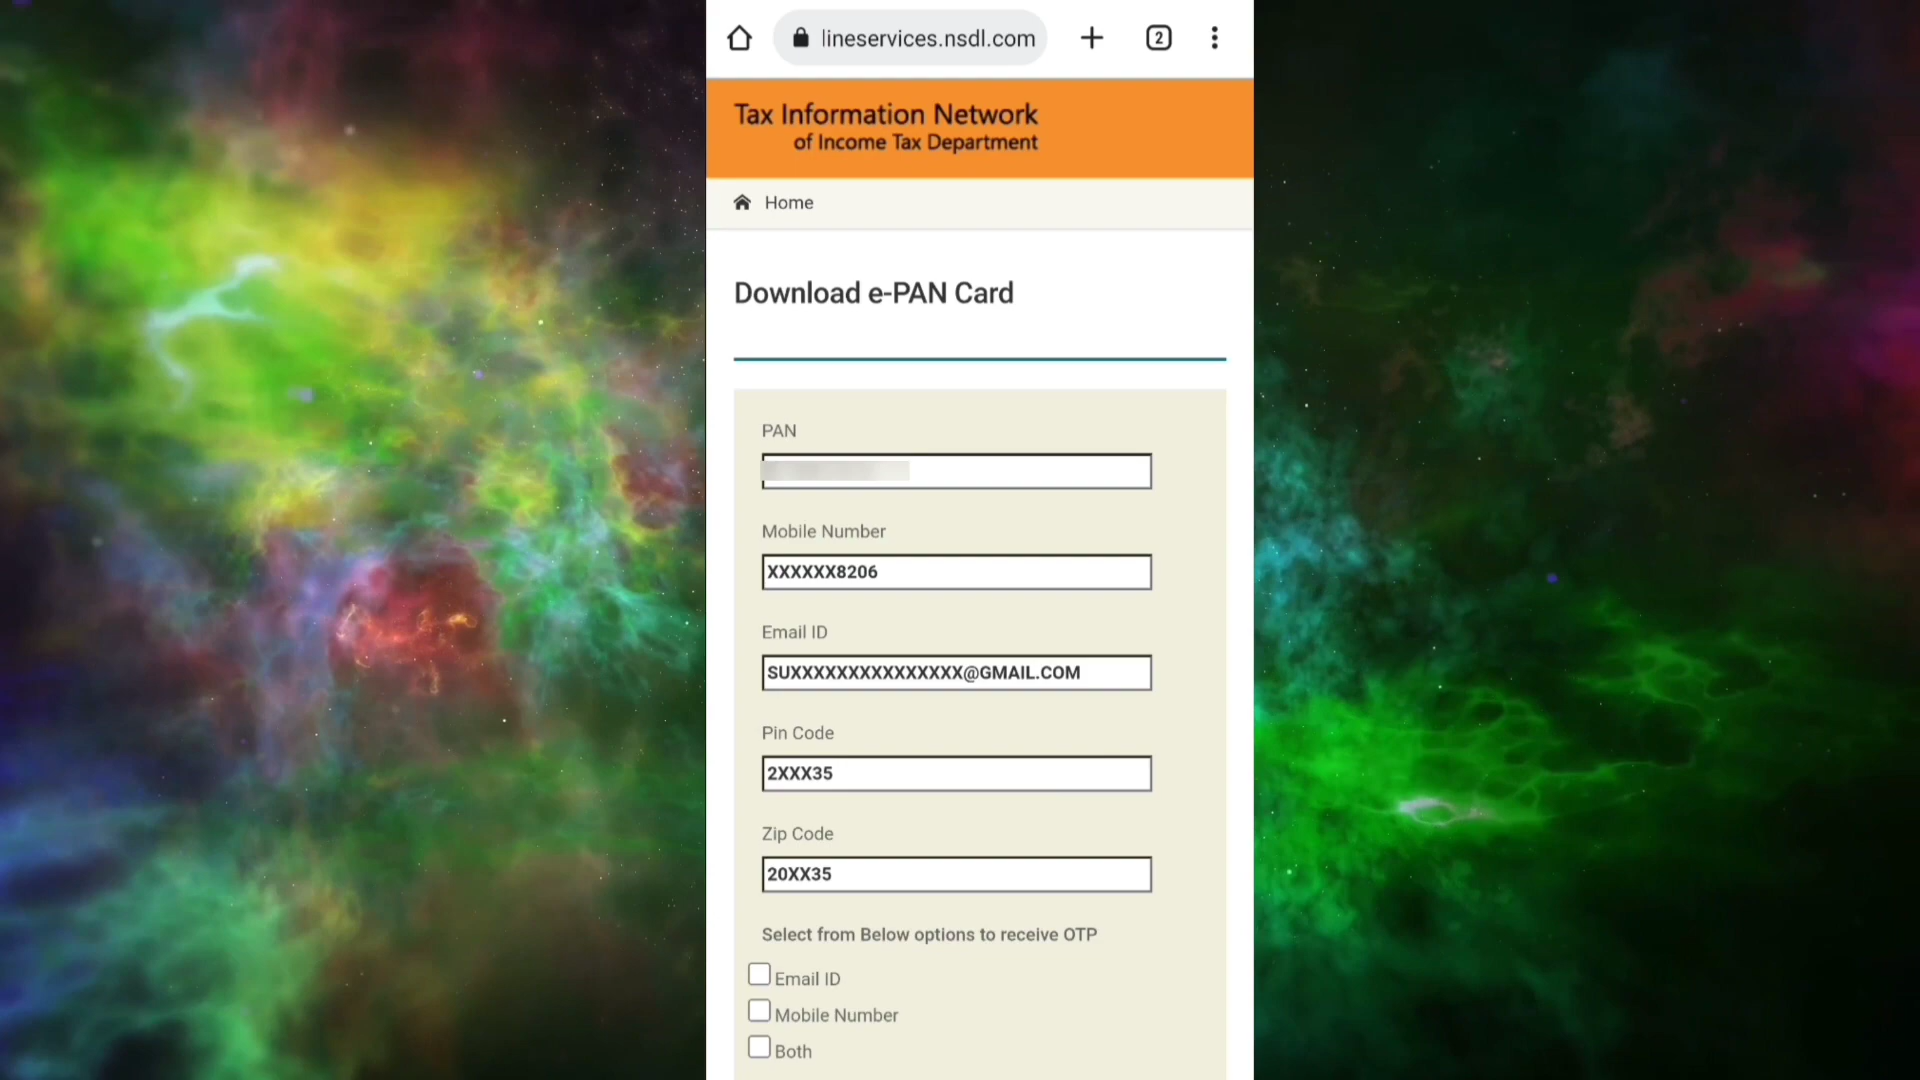 lineservices.nsdl.com
2
Tax Information Network
of Income Tax Department
Home
Download e-PAN Card
PAN
Mobile Number
XXXXXX8206
Email ID
SUXXXXXXXXXXXXXXX@GMAIL.COM
Pin Code
2XXX35
Zip Code
20XX35
Select from Below options to receive OTP
Email ID
Mobile Number
Both